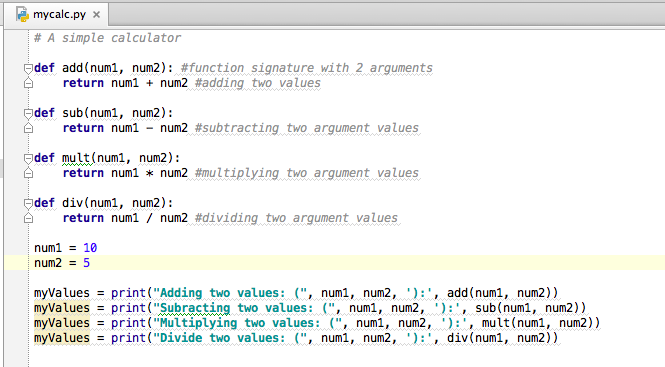 mycalc.py ×
# A simple calculator
def add(num1, num2): #function signature with 2 arguments
    return num1 + num2 #adding two values
def sub(num1, num2):
    return num1 - num2 #subtracting two argument values
def mult(num1, num2):
    return num1 * num2 #multiplying two argument values
def div(num1, num2):
    return num1 / num2 #dividing two argument values
num1 = 10
num2 = 5
myValues = print("Adding two values: (", num1, num2, '):', add(num1, num2))
myValues = print("Subracting two values: (", num1, num2, '):', sub(num1, num2))
myValues = print("Multiplying two values: (", num1, num2, '):', mult(num1, num2))
myValues = print("Divide two values: (", num1, num2, '):', div(num1, num2))